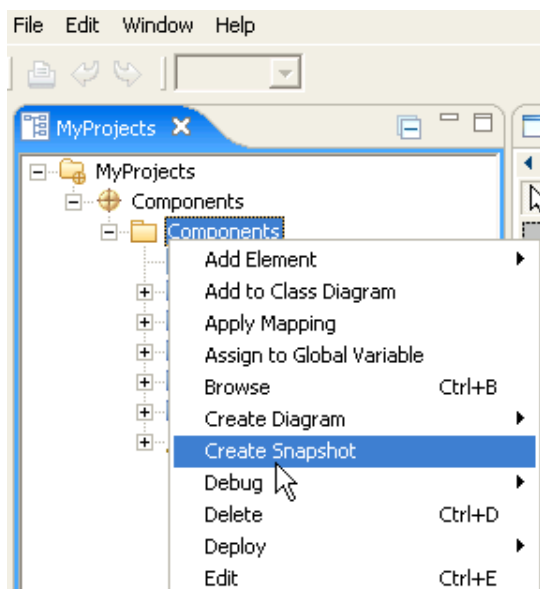 File Edit Window Help
MyProjects
MyProjects
Components
Components
Add Element
Add to Class Diagram
Apply Mapping
Assign to Global Variable
Browse Ctrl+B
Create Diagram
Create Snapshot
Debug
Delete Ctrl+D
Deploy
Edit Ctrl+E